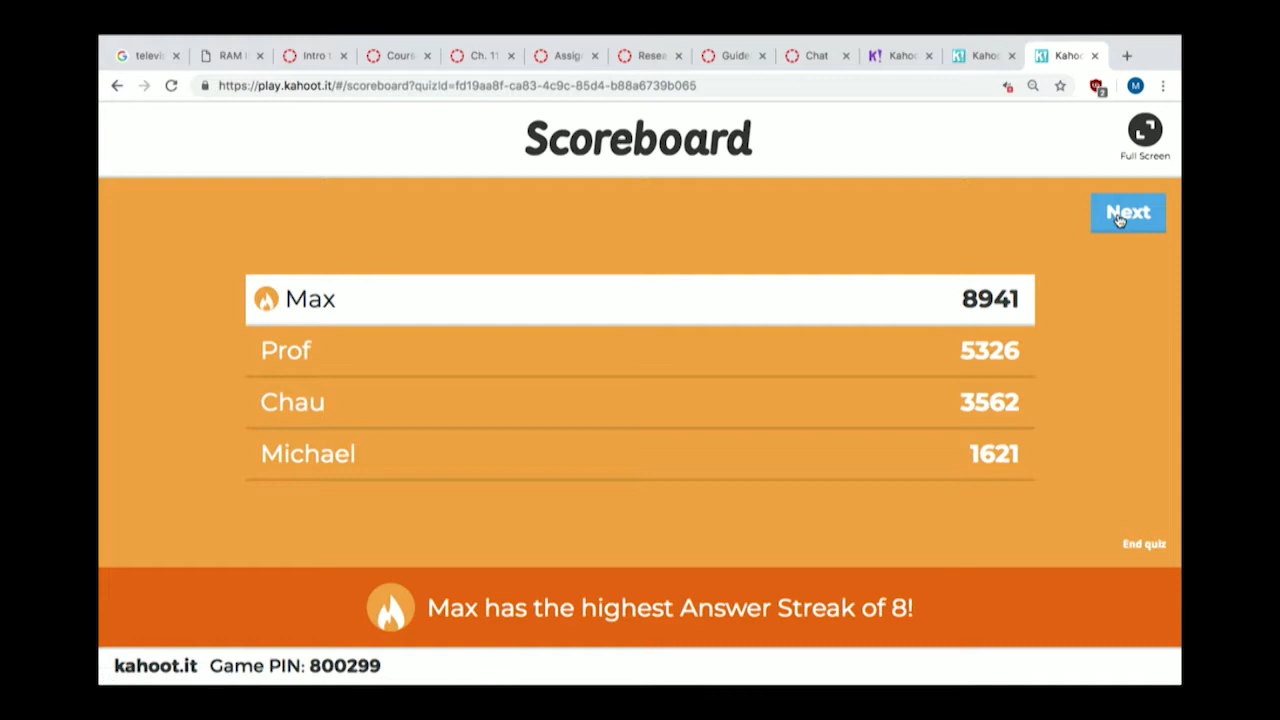 televi RAM Intro t Cours Ch. 11 Assig Resea Guide Chat Kahoo Kahoo Kahoo
https://play.kahoot.it/#/scoreboard?quizId=fd19aa8f-ca83-4c9c-85d4-b88a6739b065 M
Scoreboard
Full Screen
Next
Max 8941
Prof 5326
Chau 3562
Michael 1621
End quiz
Max has the highest Answer Streak of 8!
kahoot.it Game PIN: 800299